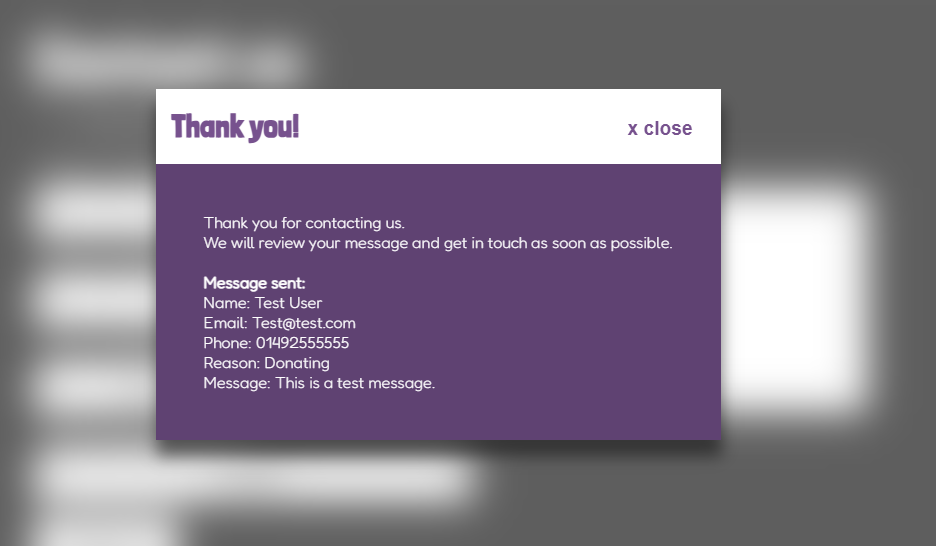 Thank you!
x close
Thank you for contacting us.
We will review your message and get in touch as soon as possible.
Message sent:
Name: Test User
Email: Test@test.com
Phone: 01492555555
Reason: Donating
Message: This is a test message.